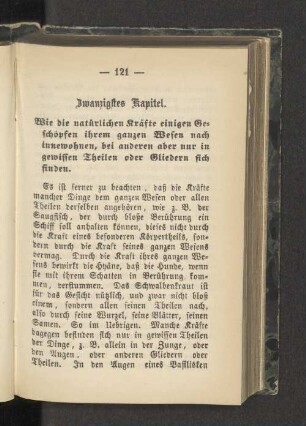 — 121 —
Zwanzigstes Kapitel.
Wie die natürlichen Kräfte einigen Ge-
schöpfen ihrem ganzen Wesen nach
innewohnen, bei anderen aber nur in
gewissen Theilen oder Gliedern sich
finden.
Es ist ferner zu beachten, daß die Kräfte
mancher Dinge dem ganzen Wesen oder allen
Theilen derselben angehören, wie z. B. der
Saugfisch, der durch bloße Berührung ein
Schiff soll anhalten können, dieses nicht durch
die Kraft eines besonderen Körpertheils, son-
dern durch die Kraft seines ganzen Wesens
vermag. Durch die Kraft ihres ganzen We-
sens bewirkt die Hyäne, daß die Hunde, wenn
sie mit ihrem Schatten in Berührung kom-
men, verstummen. Das Schwalbenkraut ist
für das Gesicht nützlich, und zwar nicht bloß
einem, sondern allen seinen Theilen nach,
also durch seine Wurzel, seine Blätter, seinen
Samen. So im Uebrigen. Manche Kräfte
dagegen befinden sich nur in gewissen Theilen
der Dinge, z. B. allein in der Zunge, oder
den Augen, oder anderen Gliedern oder
Theilen. In den Augen eines Basilisken